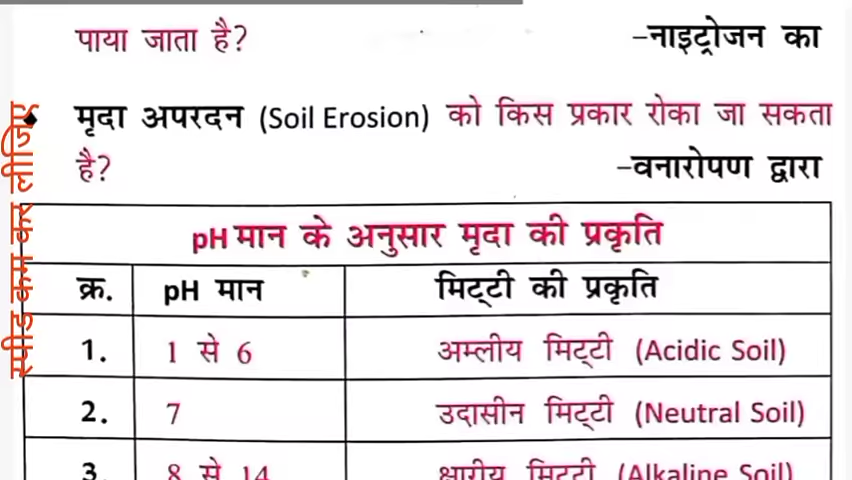 पाया जाता है? –नाइट्रोजन का
मृदा अपरदन (Soil Erosion) को किस प्रकार रोका जा सकता
है? –वनारोपण द्वारा
pH मान के अनुसार मृदा की प्रकृति
क्र. pH मान मिट्टी की प्रकृति
1. 1 से 6 अम्लीय मिट्टी (Acidic Soil)
2. 7 उदासीन मिट्टी (Neutral Soil)
3. 8 से 14 क्षारीय मिट्टी (Alkaline Soil)
स्पीड कम कर लीजिए